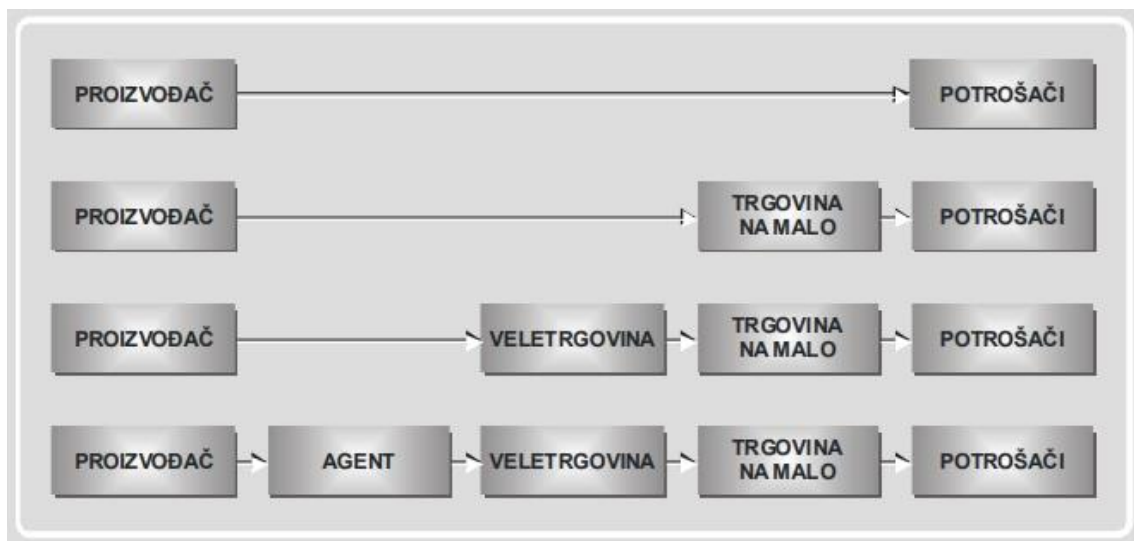 PROIZVOĐAČ
POTROŠAČI
PROIZVOĐAČ
TRGOVINA
NA MALO
POTROŠAČI
PROIZVOĐAČ
VELETRGOVINA
TRGOVINA
NA MALO
POTROŠAČI
PROIZVOĐAČ
AGENT
VELETRGOVINA
TRGOVINA
NA MALO
POTROŠAČI